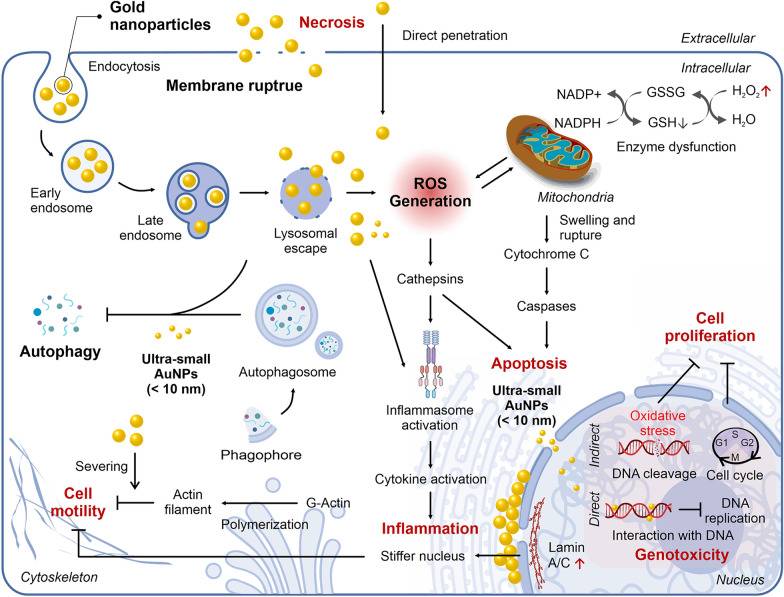 Gold
nanoparticles
Necrosis
Direct penetration
Extracellular
Endocytosis
Membrane ruptrue
Intracellular
NADP+
GSSG
H₂O₂↑
NADPH
GSH↓
H₂O
Enzyme dysfunction
Early
endosome
Late
endosome
Lysosomal
escape
ROS
Generation
Mitochondria
Swelling and
rupture
Cytochrome C
Cathepsins
Caspases
Apoptosis
Autophagy
Ultra-small
AuNPs
(< 10 nm)
Autophagosome
Phagophore
Inflammasome
activation
Ultra-small
AuNPs
(< 10 nm)
Cell
proliferation
Indirect
Oxidative
stress
DNA cleavage
G1
S
G2
M
Cell cycle
Severing
Cell
motility
Actin
filament
G-Actin
Polymerization
Cytokine activation
Inflammation
Stiffer nucleus
Lamin
A/C ↑
Direct
DNA
replication
Interaction with DNA
Genotoxicity
Cytoskeleton
Nucleus